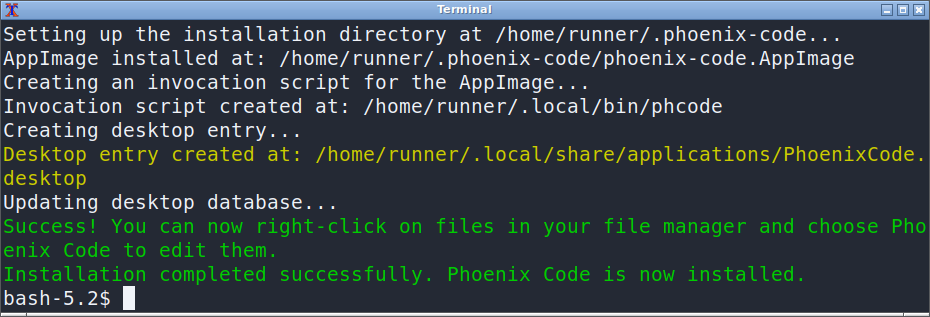 Terminal
Setting up the installation directory at /home/runner/.phoenix-code...
AppImage installed at: /home/runner/.phoenix-code/phoenix-code.AppImage
Creating an invocation script for the AppImage...
Invocation script created at: /home/runner/.local/bin/phcode
Creating desktop entry...
Desktop entry created at: /home/runner/.local/share/applications/PhoenixCode.
desktop
Updating desktop database...
Success! You can now right-click on files in your file manager and choose Pho
enix Code to edit them.
Installation completed successfully. Phoenix Code is now installed.
bash-5.2$